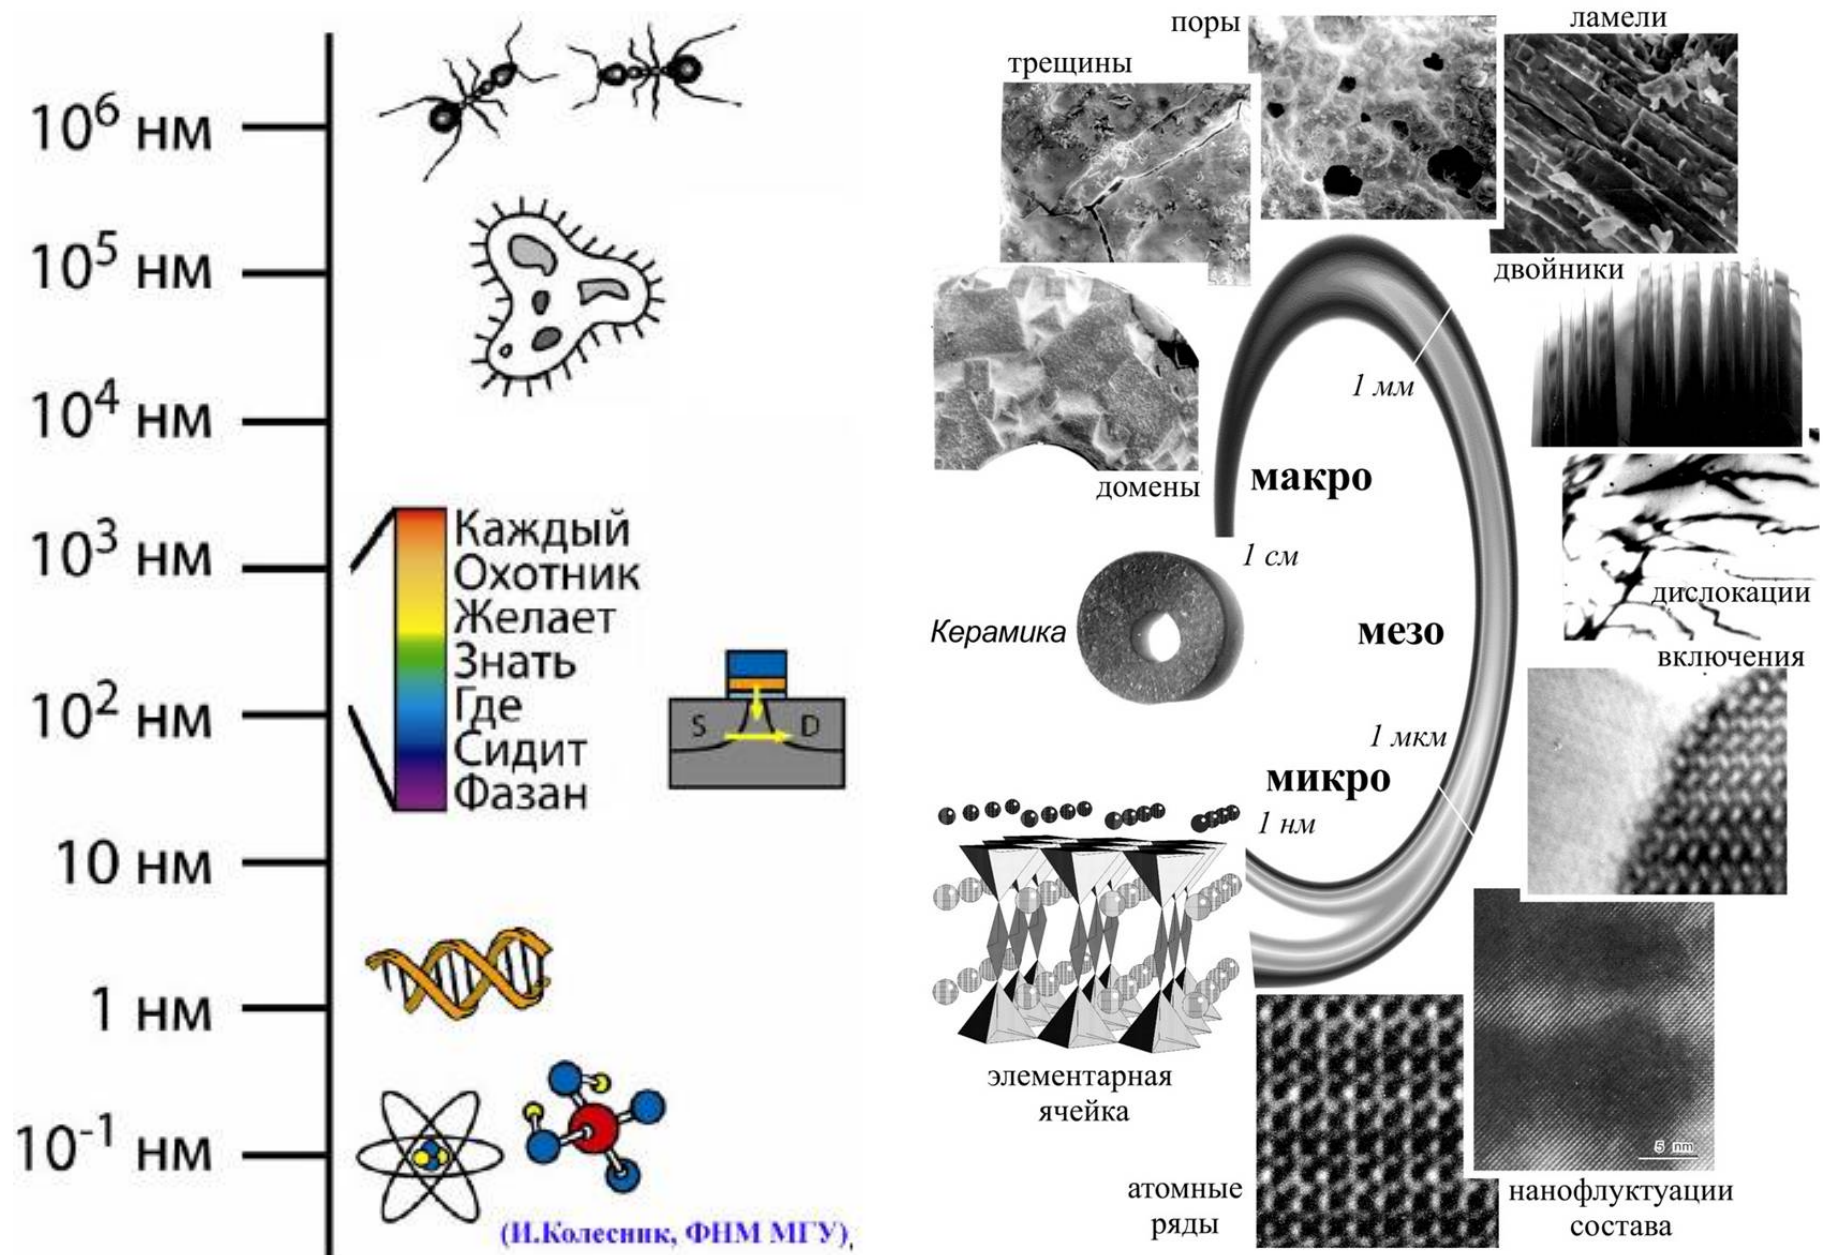 10⁶ нм
10⁵ нм
10⁴ нм
10³ нм
10² нм
10 нм
1 нм
10⁻¹ нм
Каждый
Охотник
Желает
Знать
Где
Сидит
Фазан
S D
(И.Колесник, ФНМ МГУ),
поры
ламели
трещины
двойники
1 мм
домены
макро
1 см
дислокации
Керамика
мезо
включения
1 мкм
микро
1 нм
элементарная
ячейка
5 nm
атомные
ряды
нанофлуктуации
состава